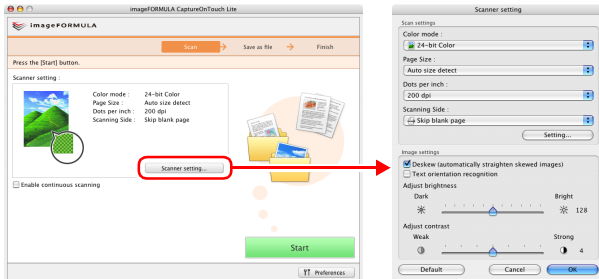 imageFORMULA CaptureOnTouch Lite
imageFORMULA
Scan
Save as file
Finish
Press the [Start] button.
Scanner setting :
Color mode : 24-bit Color
Page Size : Auto size detect
Dots per inch : 200 dpi
Scanning Side : Skip blank page
Scanner setting...
Enable continuous scanning
Start
Preferences
Scanner setting
Scan settings
Color mode :
24-bit Color
Page Size :
Auto size detect
Dots per inch :
200 dpi
Scanning Side :
Skip blank page
Setting...
Image settings
Deskew (automatically straighten skewed images)
Text orientation recognition
Adjust brightness
Dark Bright
128
Adjust contrast
Weak Strong
4
Default Cancel OK